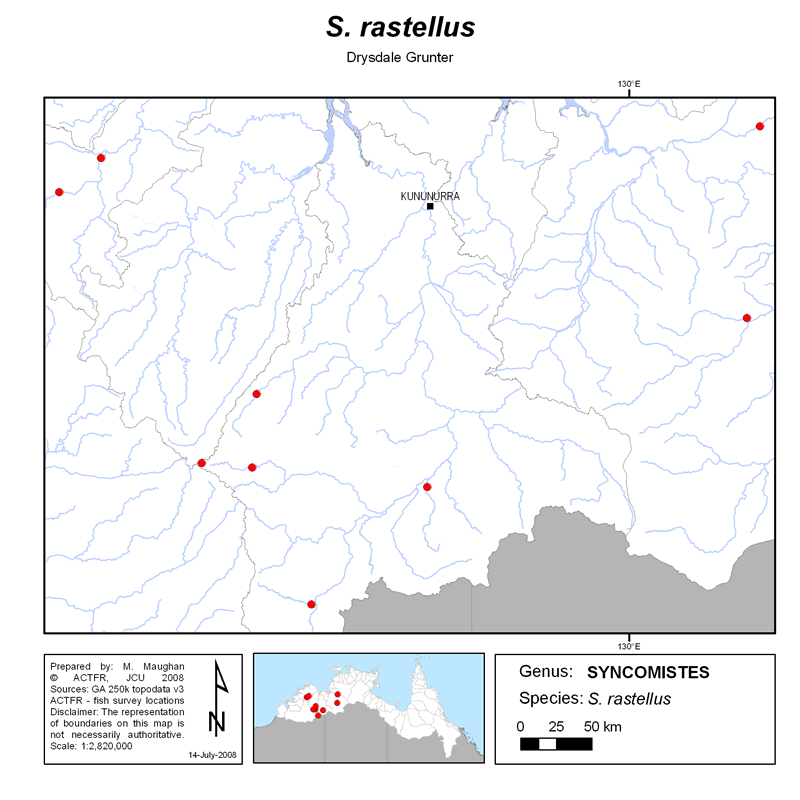 S. rastellus
Drysdale Grunter
130°E
KUNUNURRA
130°E
Prepared by: M. Maughan
© ACTFR, JCU 2008
Sources: GA 250k topodata v3
ACTFR - fish survey locations
Disclaimer: The representation
of boundaries on this map is
not necessarily authoritative.
Scale: 1:2,820,000
N
14-July-2008
Genus: SYNCOMISTES
Species: S. rastellus
0 25 50 km